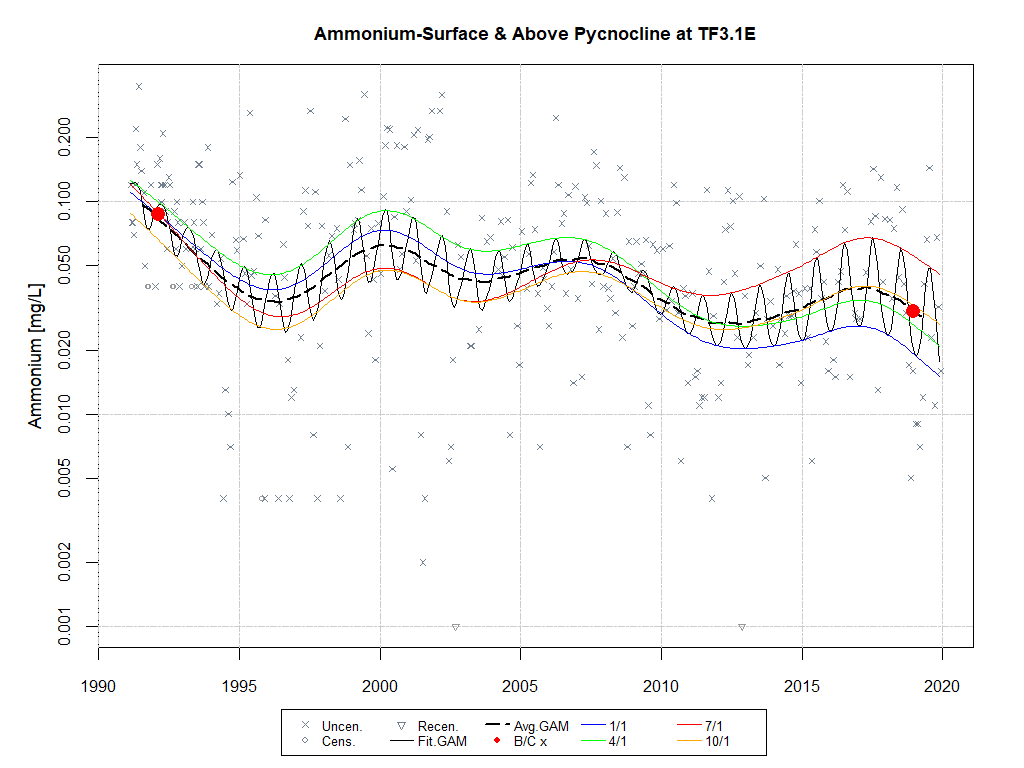 Ammonium-Surface & Above Pycnocline at TF3.1E
Ammonium [mg/L]
0.200
0.100
0.050
0.020
0.010
0.005
0.002
0.001
1990 1995 2000 2005 2010 2015 2020
Uncen. Recen. Avg.GAM 1/1 7/1
Cens. Fit.GAM B/C x 4/1 10/1